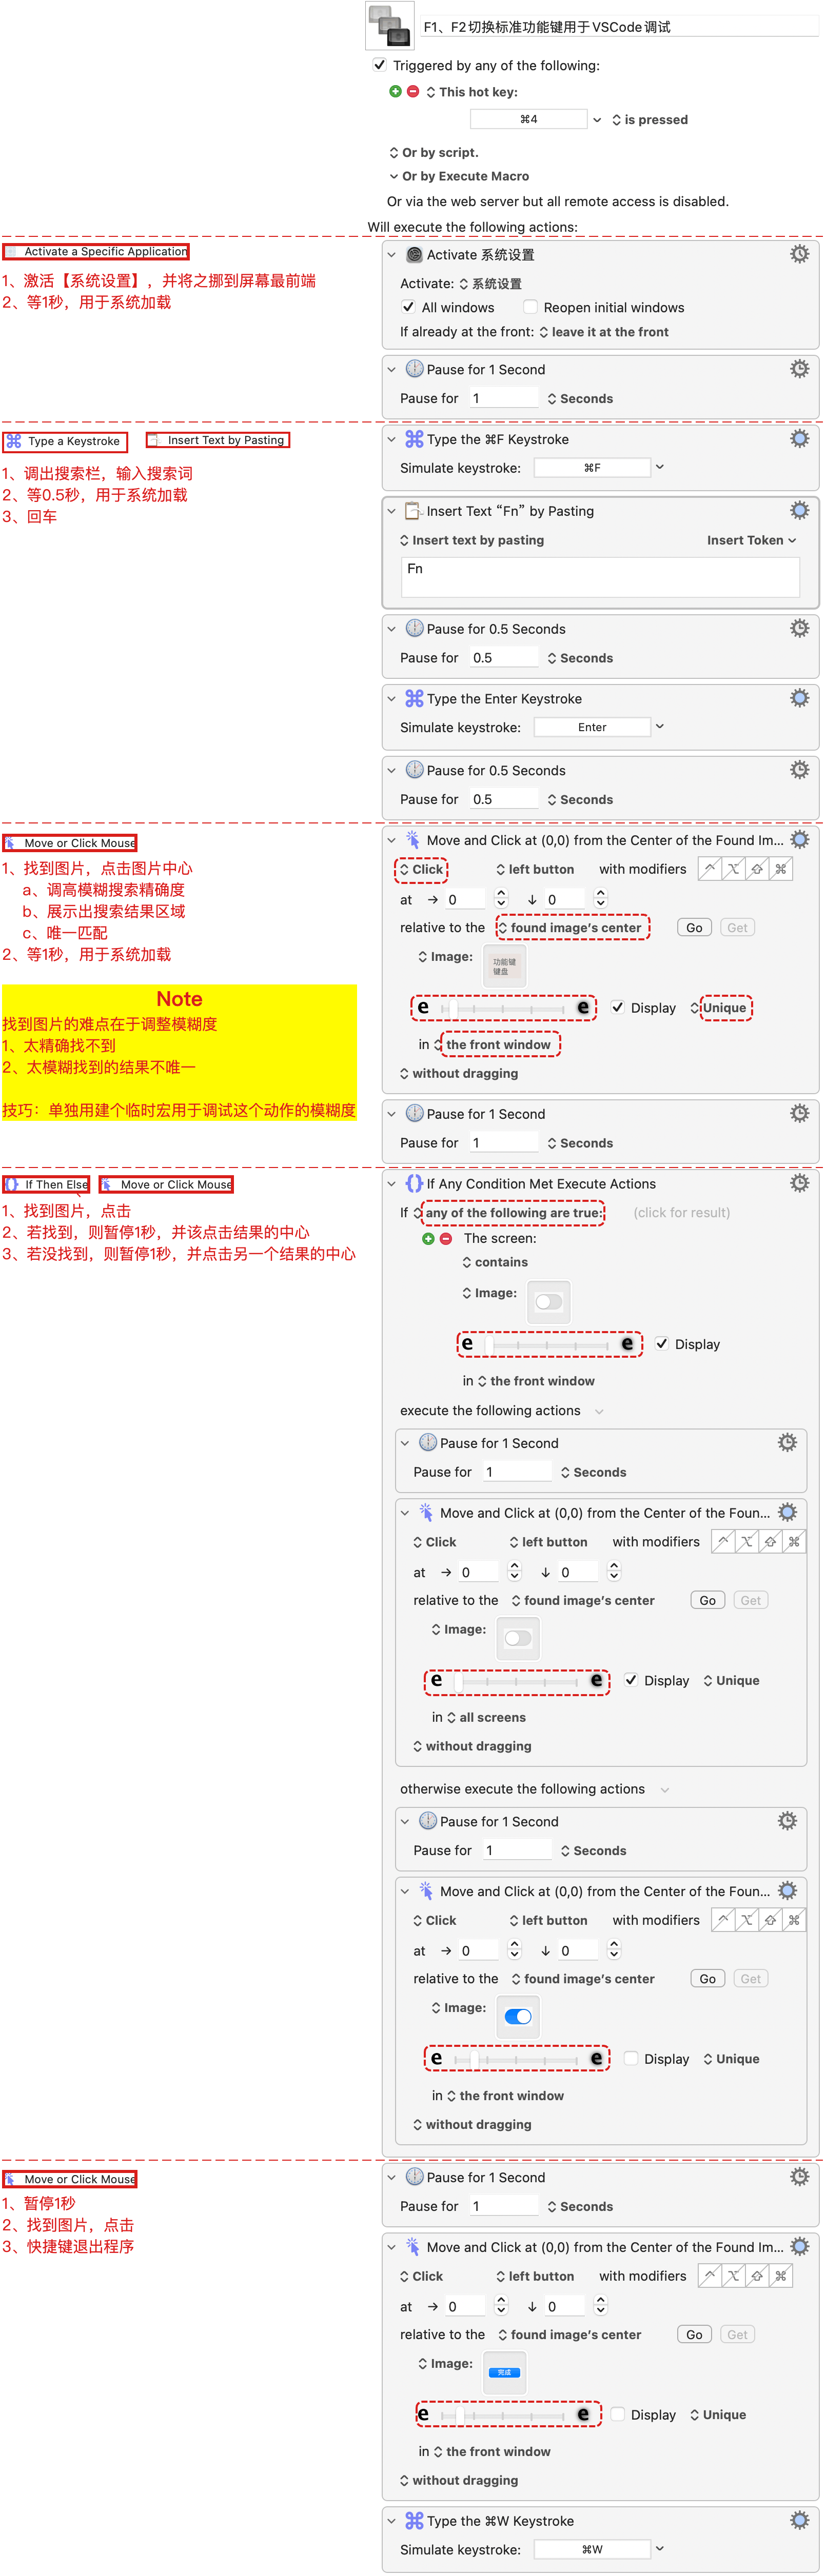 F1、F2切换标准功能键用于VSCode调试
Triggered by any of the following:
This hot key:
⌘4
is pressed
Or by script.
Or by Execute Macro
Or via the web server but all remote access is disabled.
Will execute the following actions:
Activate a Specific Application
1、激活【系统设置】，并将之挪到屏幕最前端
2、等1秒，用于系统加载
Activate 系统设置
Activate: 系统设置
All windows Reopen initial windows
If already at the front: leave it at the front
Pause for 1 Second
Pause for 1 Seconds
Type a Keystroke Insert Text by Pasting
1、调出搜索栏，输入搜索词
2、等0.5秒，用于系统加载
3、回车
Type the ⌘F Keystroke
Simulate keystroke: ⌘F
Insert Text “Fn” by Pasting
Insert text by pasting Insert Token
Fn
Pause for 0.5 Seconds
Pause for 0.5 Seconds
Type the Enter Keystroke
Simulate keystroke: Enter
Pause for 0.5 Seconds
Pause for 0.5 Seconds
Move or Click Mouse
1、找到图片，点击图片中心
a、调高模糊搜索精确度
b、展示出搜索结果区域
c、唯一匹配
2、等1秒，用于系统加载
Note
找到图片的难点在于调整模糊度
1、太精确找不到
2、太模糊找到的结果不唯一
技巧：单独用建个临时宏用于调试这个动作的模糊度
Move and Click at (0,0) from the Center of the Found Im...
Click left button with modifiers ⌃ ⌥ ⇧ ⌘
at → 0 ↓ 0
relative to the found image’s center Go Get
Image: 功能键
键盘
e e Display Unique
in the front window
without dragging
Pause for 1 Second
Pause for 1 Seconds
If Then Else Move or Click Mouse
1、找到图片，点击
2、若找到，则暂停1秒，并该点击结果的中心
3、若没找到，则暂停1秒，并点击另一个结果的中心
If Any Condition Met Execute Actions
If any of the following are true: (click for result)
The screen:
contains
Image:
e e Display
in the front window
execute the following actions
Pause for 1 Second
Pause for 1 Seconds
Move and Click at (0,0) from the Center of the Foun...
Click left button with modifiers ⌃ ⌥ ⇧ ⌘
at → 0 ↓ 0
relative to the found image’s center Go Get
Image:
e e Display Unique
in all screens
without dragging
otherwise execute the following actions
Pause for 1 Second
Pause for 1 Seconds
Move and Click at (0,0) from the Center of the Foun...
Click left button with modifiers ⌃ ⌥ ⇧ ⌘
at → 0 ↓ 0
relative to the found image’s center Go Get
Image:
e e Display Unique
in the front window
without dragging
Move or Click Mouse
1、暂停1秒
2、找到图片，点击
3、快捷键退出程序
Pause for 1 Second
Pause for 1 Seconds
Move and Click at (0,0) from the Center of the Found Im...
Click left button with modifiers ⌃ ⌥ ⇧ ⌘
at → 0 ↓ 0
relative to the found image’s center Go Get
Image: 完成
e e Display Unique
in the front window
without dragging
Type the ⌘W Keystroke
Simulate keystroke: ⌘W